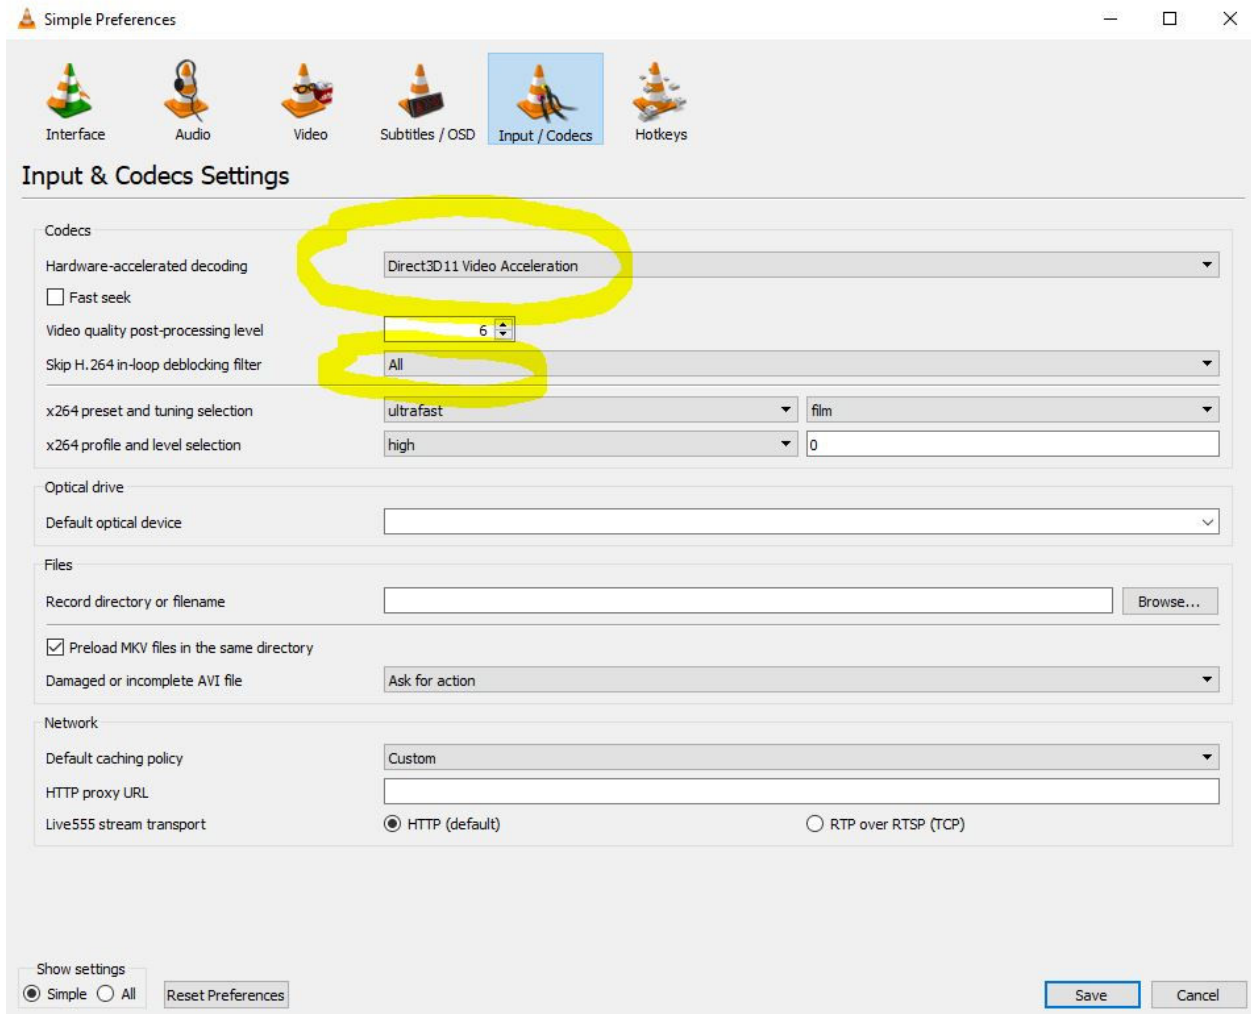 Simple Preferences
Interface Audio Video Subtitles / OSD Input / Codecs Hotkeys
Input & Codecs Settings
Codecs
Hardware-accelerated decoding Direct3D11 Video Acceleration
Fast seek
Video quality post-processing level 6
Skip H.264 in-loop deblocking filter All
x264 preset and tuning selection ultrafast film
x264 profile and level selection high 0
Optical drive
Default optical device
Files
Record directory or filename Browse...
Preload MKV files in the same directory
Damaged or incomplete AVI file Ask for action
Network
Default caching policy Custom
HTTP proxy URL
Live555 stream transport HTTP (default) RTP over RTSP (TCP)
Show settings
Simple All Reset Preferences Save Cancel